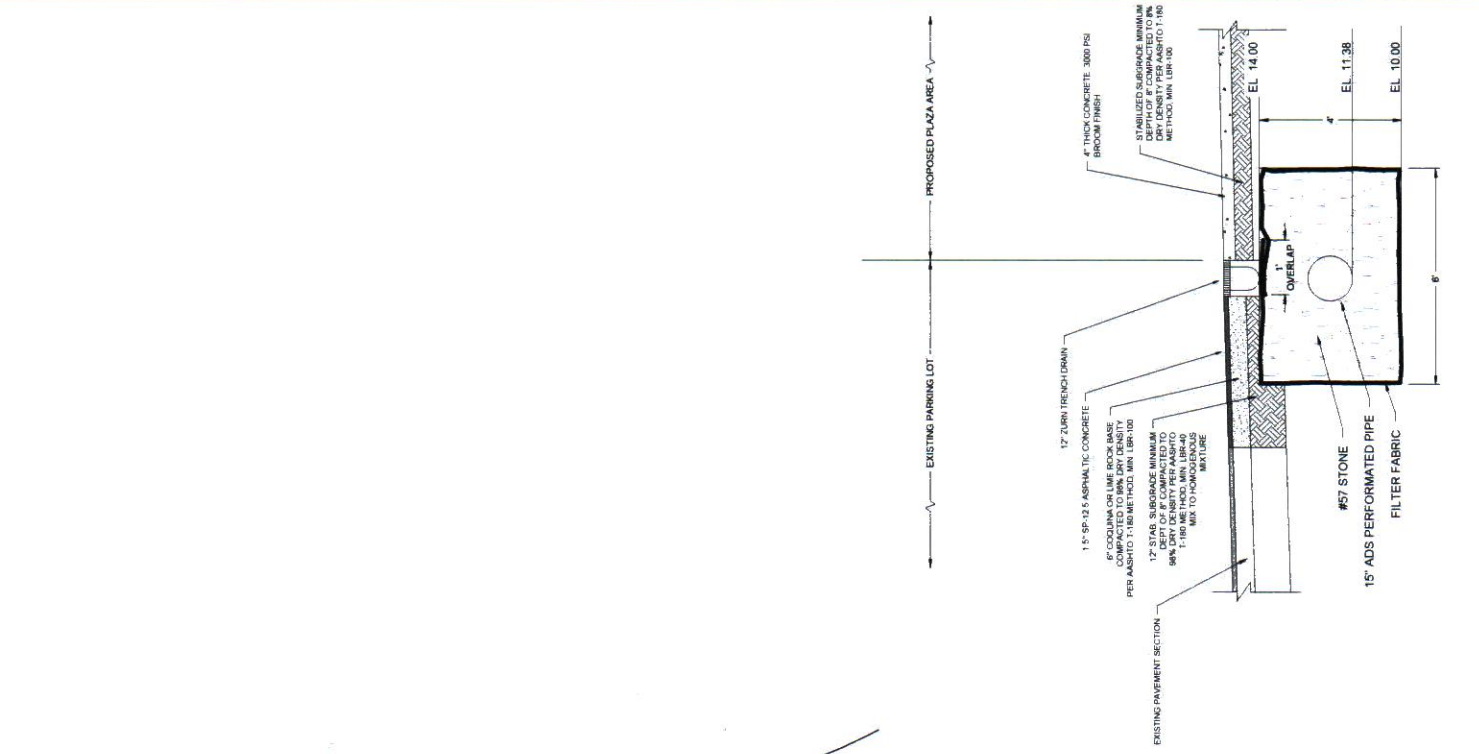 EXISTING PARKING LOT
PROPOSED PLAZA AREA
12" ZURN TRENCH DRAIN
1.5" SP-12.5 ASPHALTIC CONCRETE
6" COQUINA OR LIME ROCK BASE
COMPACTED TO 98% DRY DENSITY
PER AASHTO T-180 METHOD, MIN LBR-100
12" STAB. SUBGRADE MINIMUM
DEPT OF 8" COMPACTED TO
98% DRY DENSITY PER AASHTO
T-180 METHOD, MIN. LBR-40
MIX TO HOMOGENOUS
MIXTURE
EXISTING PAVEMENT SECTION
4" THICK CONCRETE 3000 PSI
BROOM FINISH
STABILIZED SUBGRADE MINIMUM
DEPTH OF 8" COMPACTED TO 8%
DRY DENSITY PER AASHTO T-180
METHOD, MIN LBR-100
EL 14.00
EL 11.38
EL 10.00
4'
6'
1'
OVERLAP
#57 STONE
15" ADS PERFORMATED PIPE
FILTER FABRIC